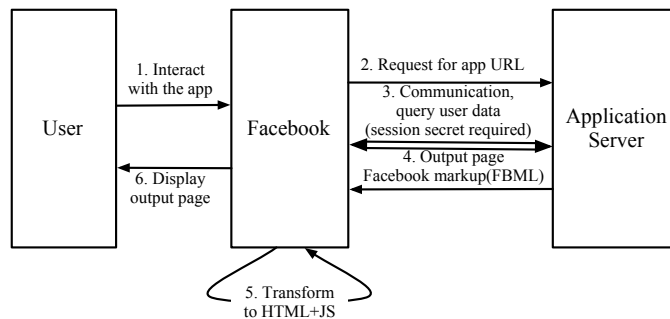 User
1. Interact
with the app
6. Display
output page
Facebook
2. Request for app URL
3. Communication,
query user data
(session secret required)
4. Output page
Facebook markup(FBML)
Application
Server
5. Transform
to HTML+JS